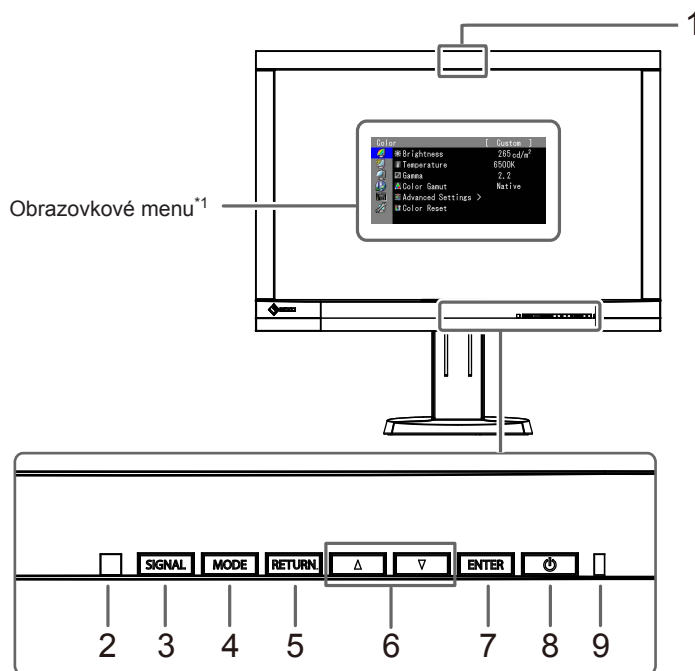 1
Color [ Custom ]
Brightness 265 cd/m²
Temperature 6500K
Gamma 2.2
Color Gamut Native
Advanced Settings >
Color Reset
Obrazovkové menu*1
SIGNAL MODE RETURN △ ▽ ENTER
2 3 4 5 6 7 8 9